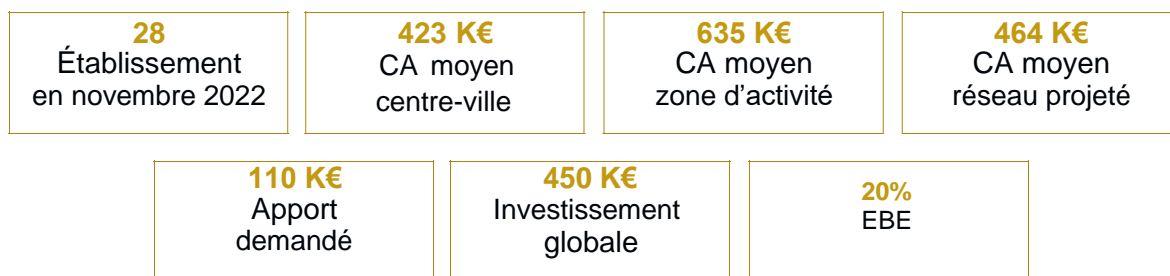 28
Établissement
en novembre 2022
423 K€
CA moyen
centre-ville
635 K€
CA moyen
zone d’activité
464 K€
CA moyen
réseau projeté
110 K€
Apport
demandé
450 K€
Investissement
globale
20%
EBE